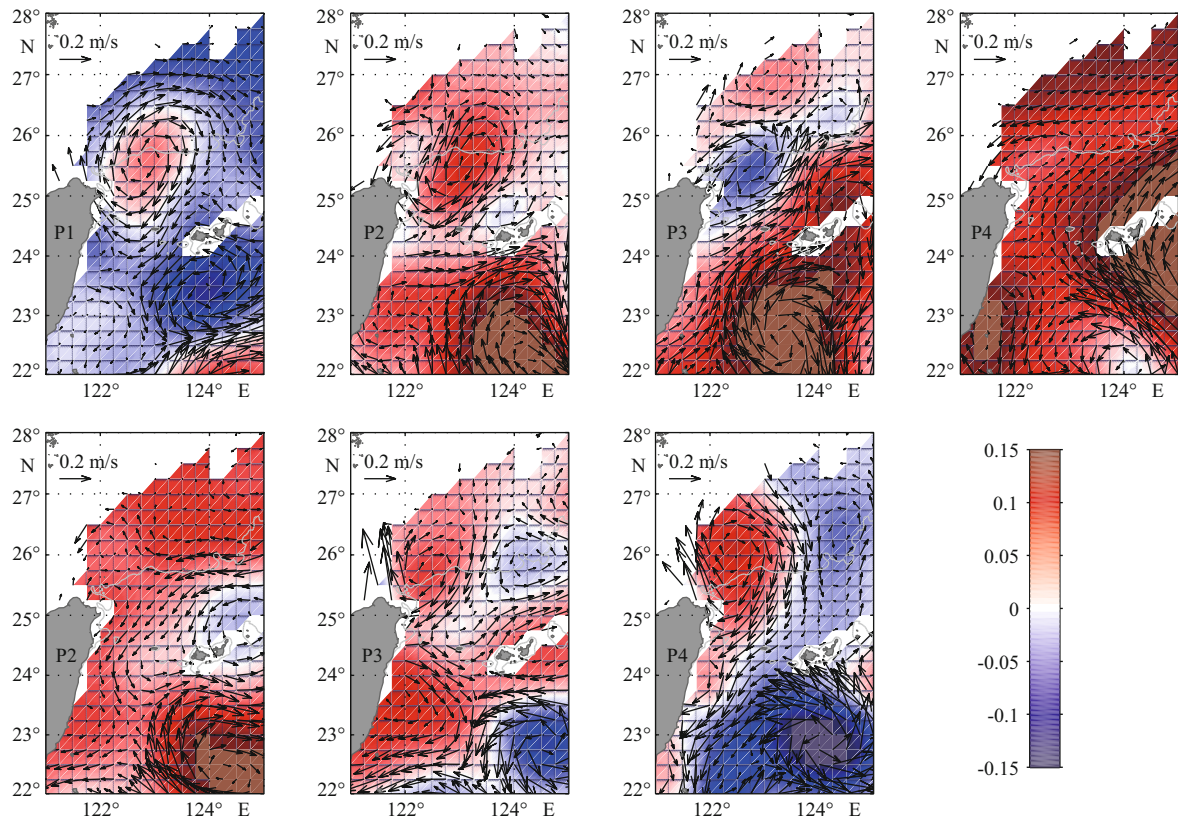 28° 28° 28° 28°
N 0.2 m/s N 0.2 m/s N 0.2 m/s N 0.2 m/s
27° 27° 27° 27°
26° 26° 26° 26°
25° 25° 25° 25°
P1 P2 P3 P4
24° 24° 24° 24°
23° 23° 23° 23°
22° 22° 22° 22°
122° 124° E 122° 124° E 122° 124° E 122° 124° E
28° 28° 28°
N 0.2 m/s N 0.2 m/s N 0.2 m/s 0.15
27° 27° 27° 0.1
26° 26° 26° 0.05
25° 25° 25° 0
P2 P3 P4
24° 24° 24° -0.05
23° 23° 23° -0.1
22° 22° 22° -0.15
122° 124° E 122° 124° E 122° 124° E